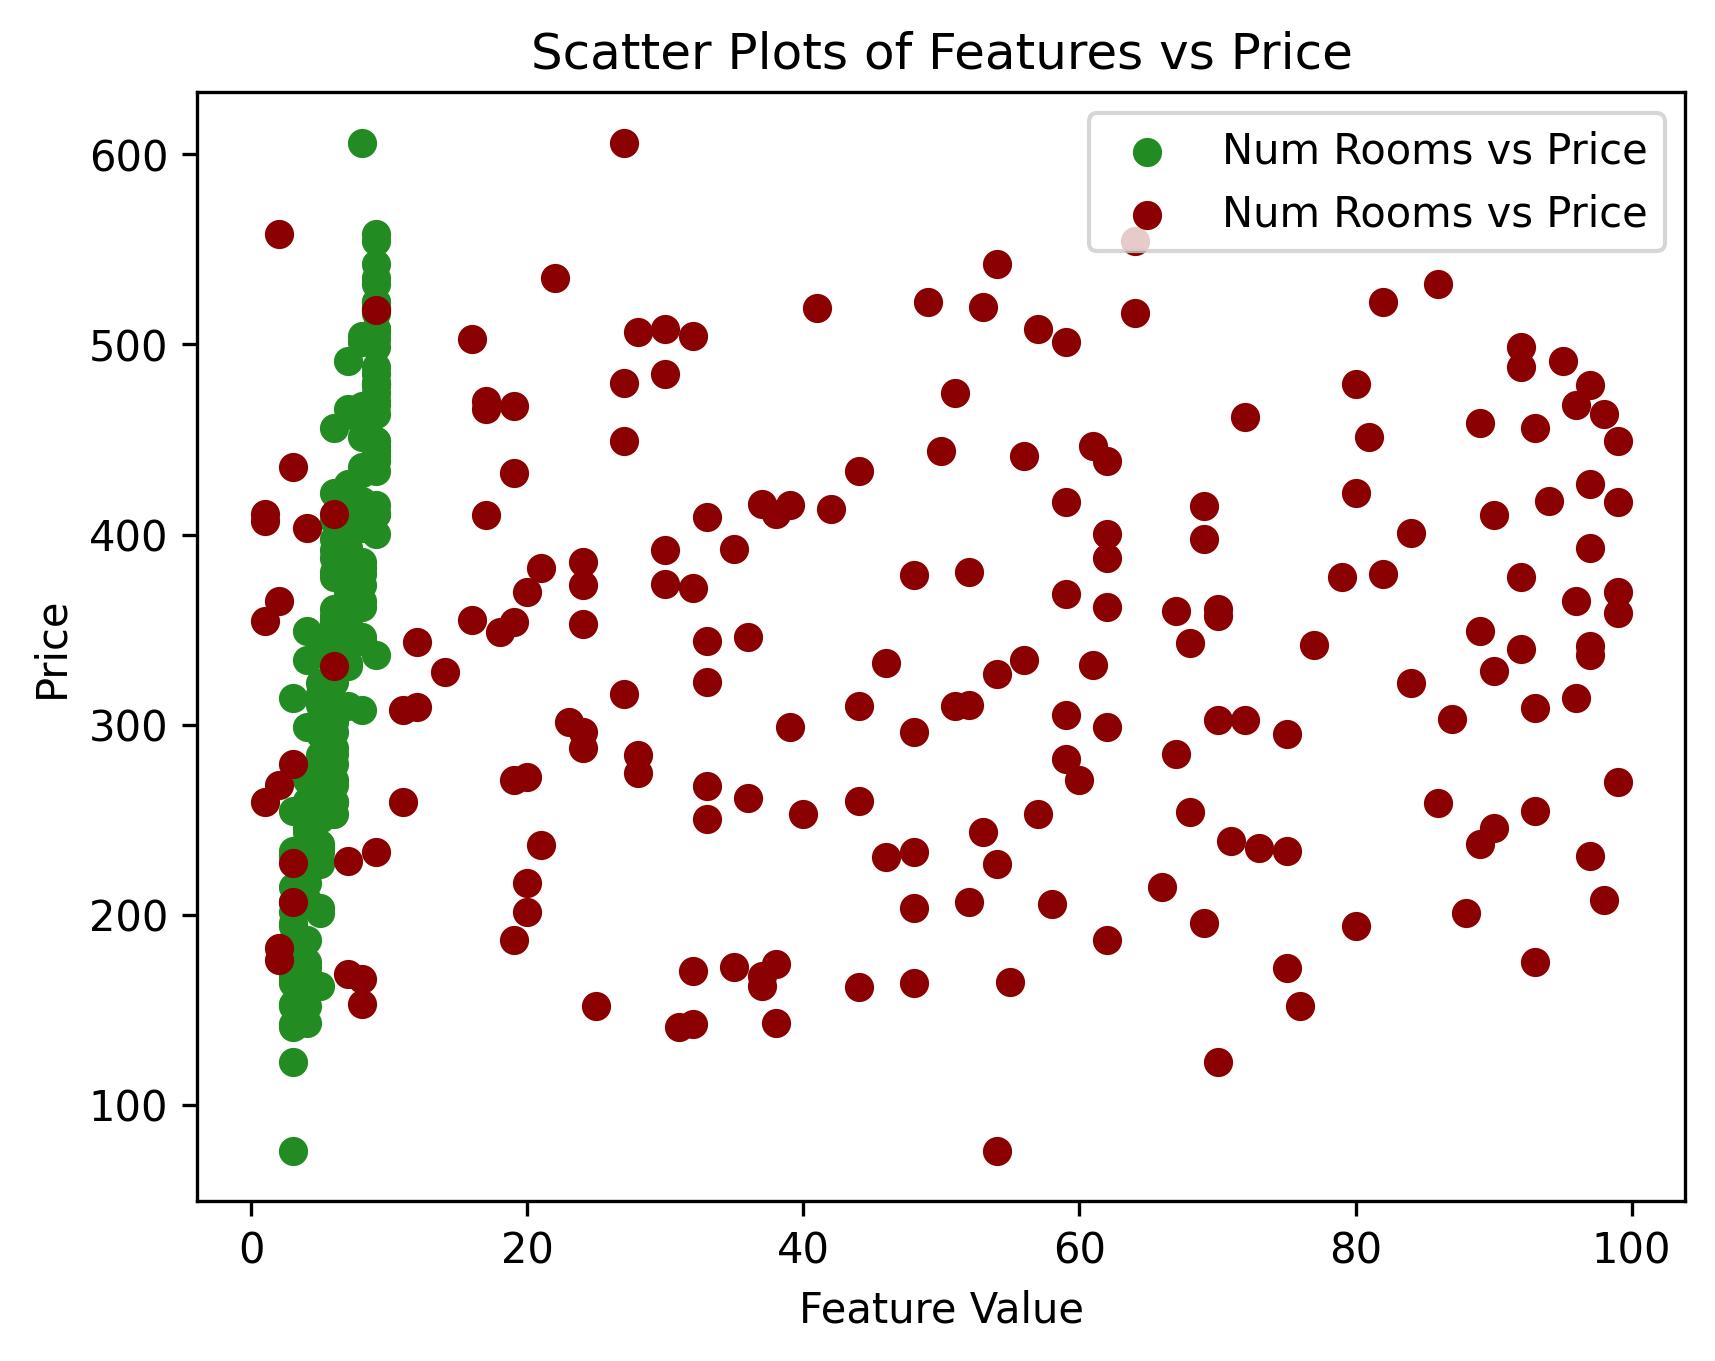 Scatter Plots of Features vs Price
Num Rooms vs Price
Num Rooms vs Price
600
500
400
300
200
100
Price
0 20 40 60 80 100
Feature Value